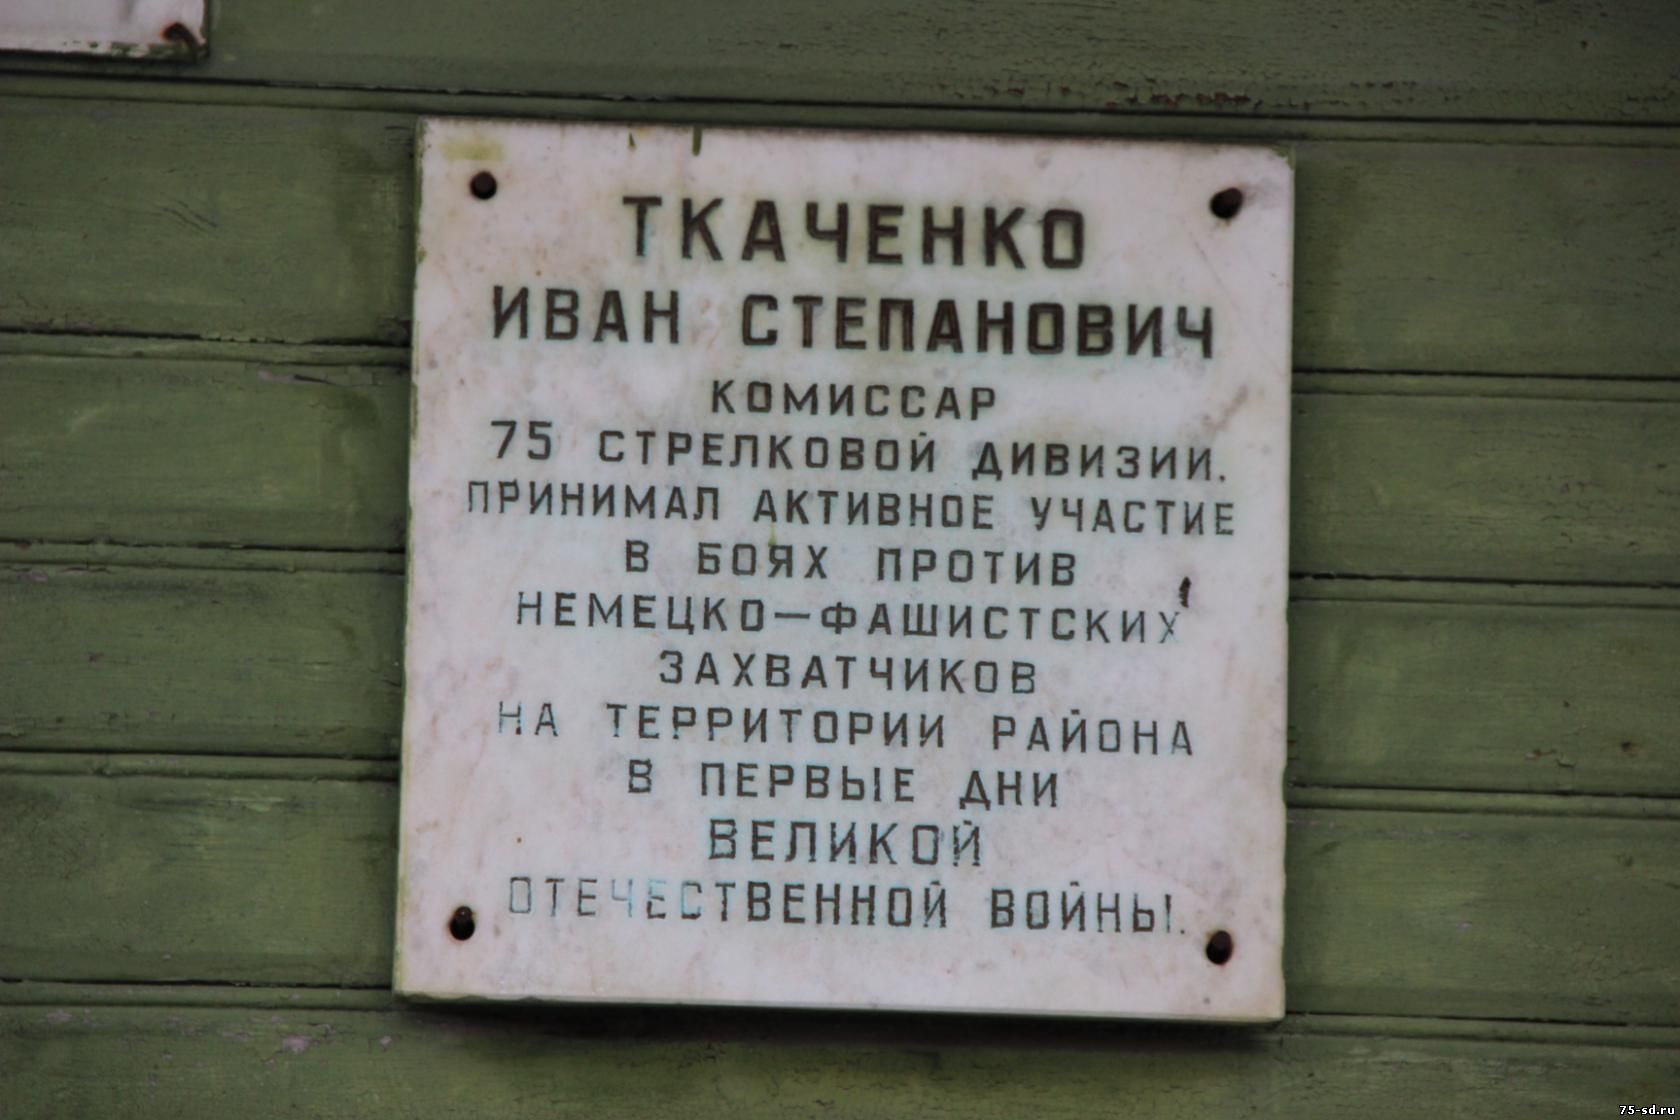 ТКАЧЕНКО
ИВАН СТЕПАНОВИЧ
КОМИССАР
75 СТРЕЛКОВОЙ ДИВИЗИИ.
ПРИНИМАЛ АКТИВНОЕ УЧАСТИЕ
В БОЯХ ПРОТИВ
НЕМЕЦКО—ФАШИСТСКИХ
ЗАХВАТЧИКОВ
НА ТЕРРИТОРИИ РАЙОНА
В ПЕРВЫЕ ДНИ
ВЕЛИКОЙ
ОТЕЧЕСТВЕННОЙ ВОЙНЫ.
75-sd.ru